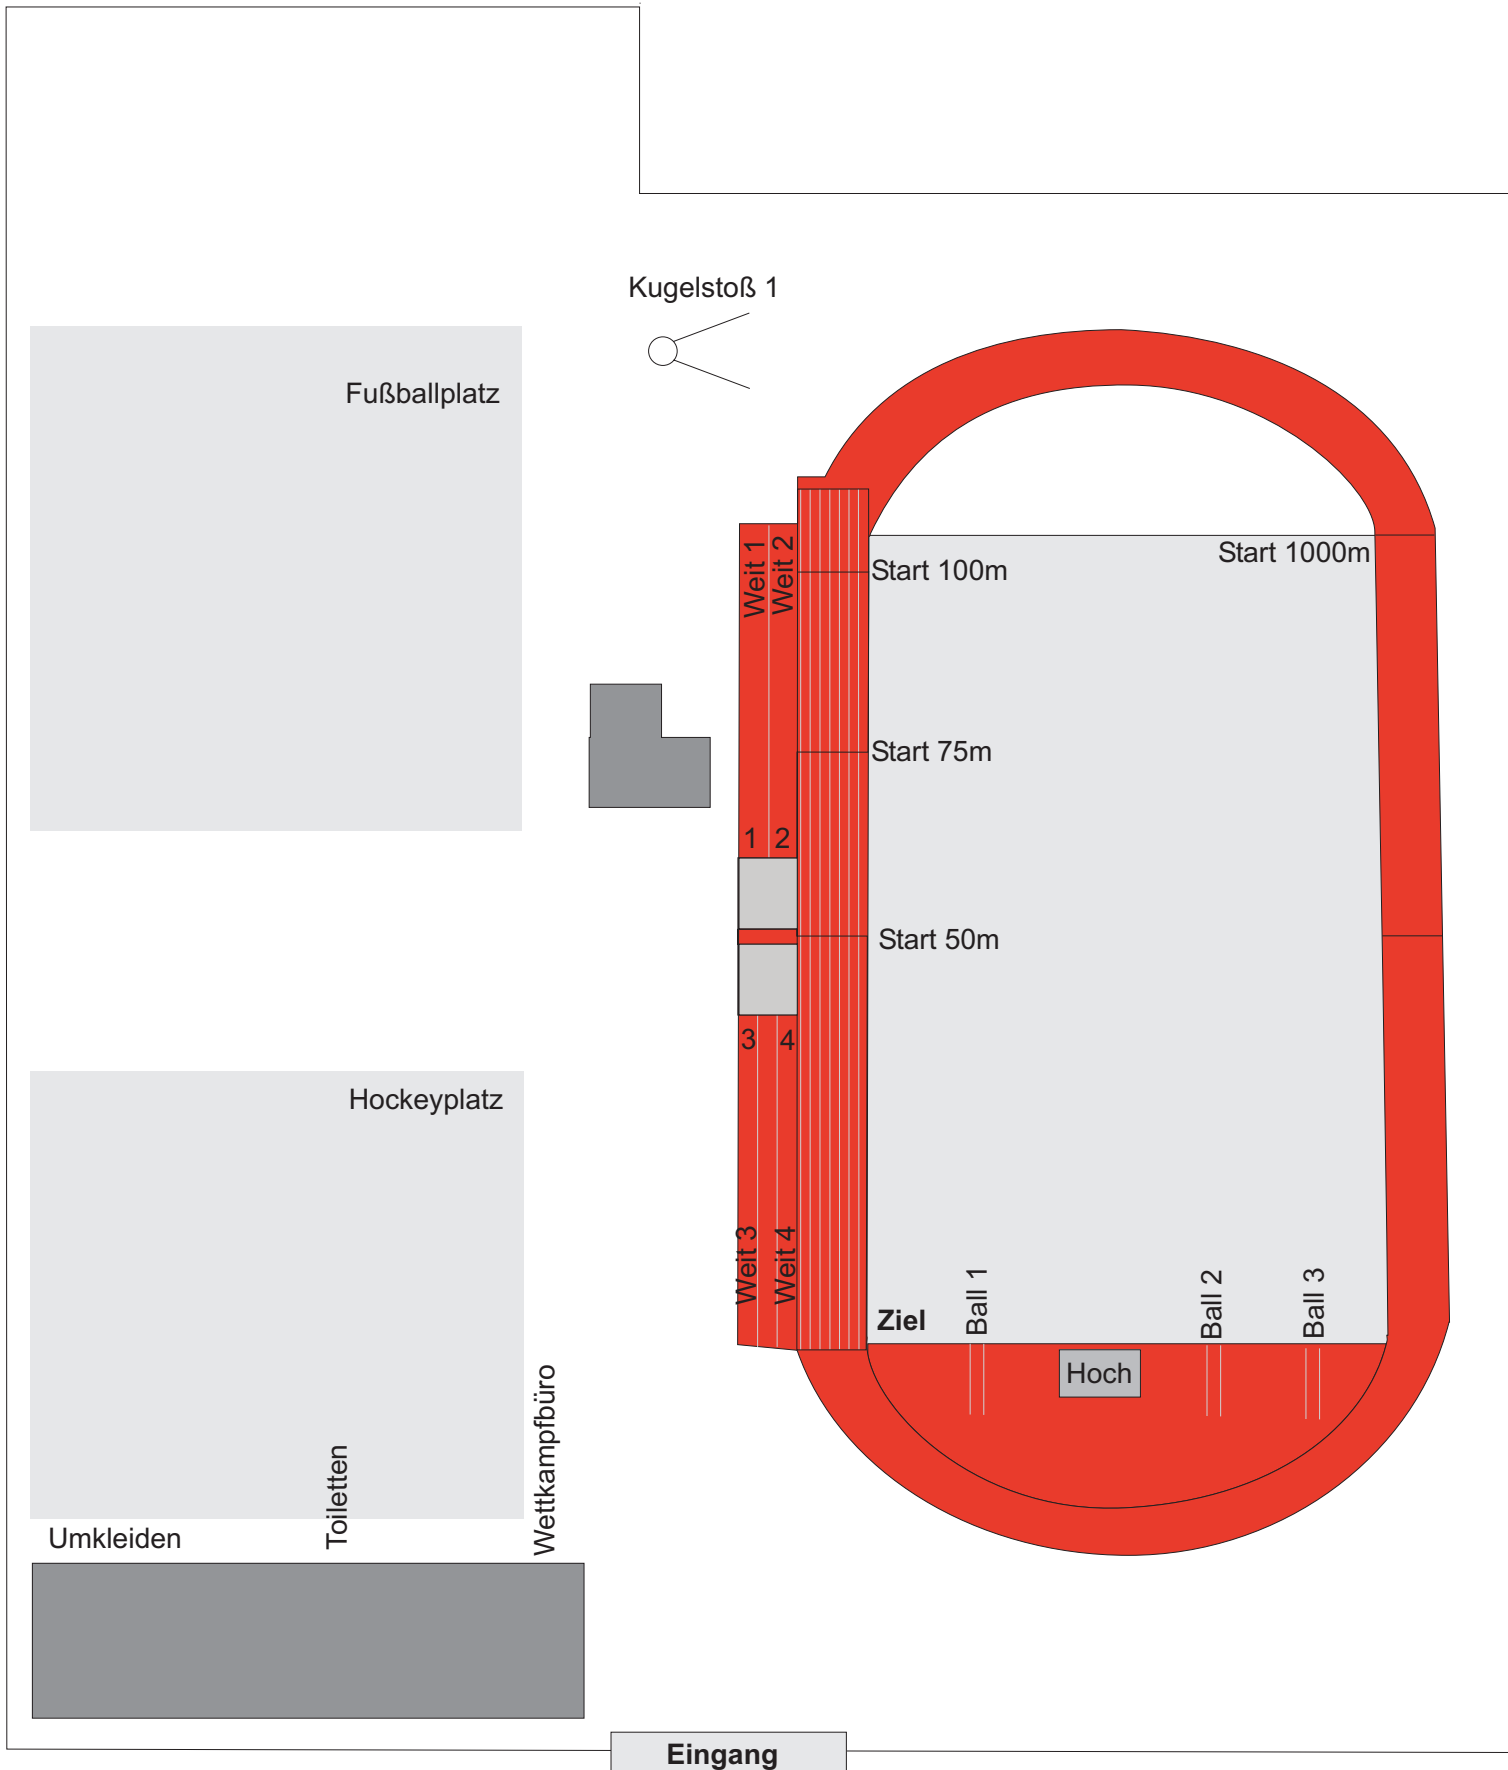 Kugelstoß 1
Fußballplatz
Weit 1
Weit 2
Start 100m
Start 1000m
Start 75m
1
2
Start 50m
3
4
Hockeyplatz
Weit 3
Weit 4
Ziel
Ball 1
Ball 2
Ball 3
Hoch
Umkleiden
Toiletten
Wettkampfbüro
Eingang